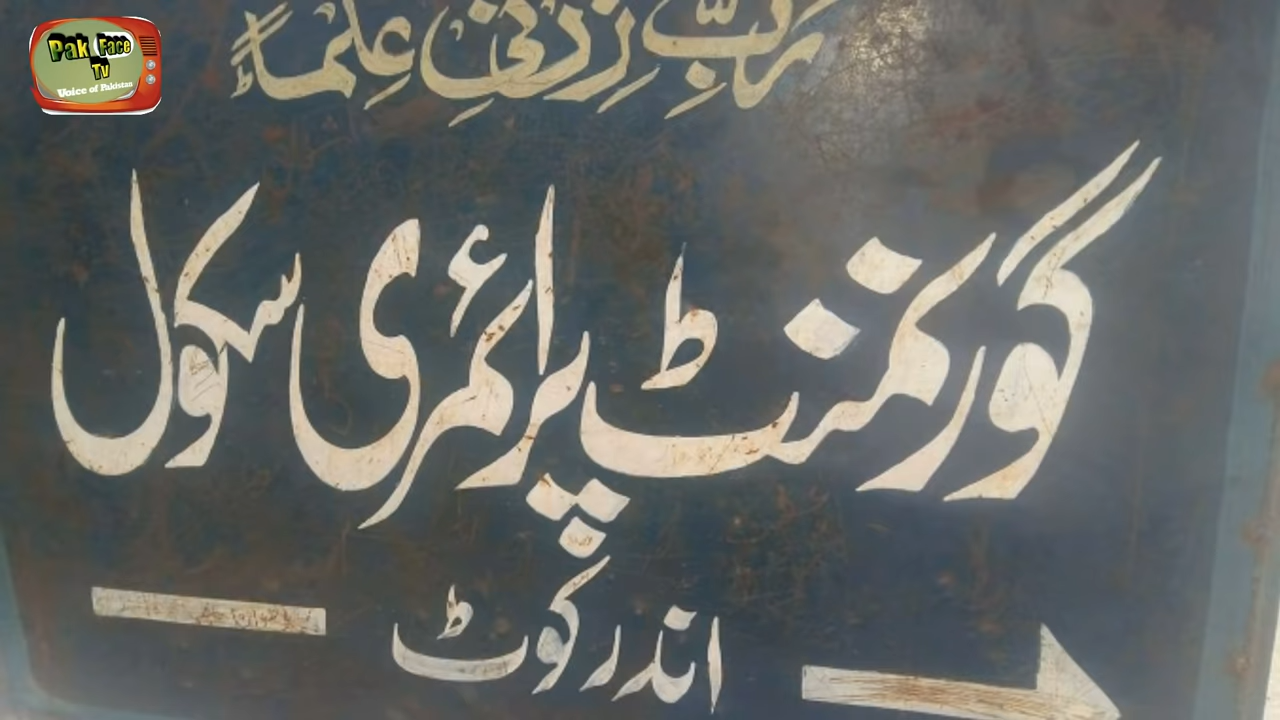 Pak Face
Tv
Voice of Pakistan
رَبِّ زِدْنِي عِلْمًا
گورنمنٹ پرائمری سکول
اندر کوٹ